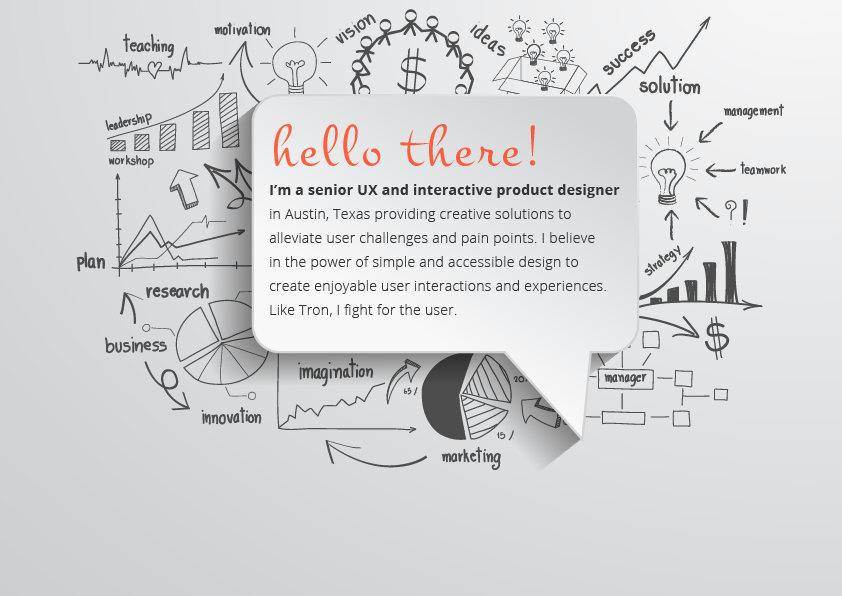 teaching
motivation
vision
$
ideas
success
solution
management
teamwork
?!
leadership
workshop
hello there!
I'm a senior UX and interactive product designer
in Austin, Texas providing creative solutions to
alleviate user challenges and pain points. I believe
in the power of simple and accessible design to
create enjoyable user interactions and experiences.
Like Tron, I fight for the user.
plan
strategy
research
business
$
innovation
imagination
65/
20
15/
manager
marketing